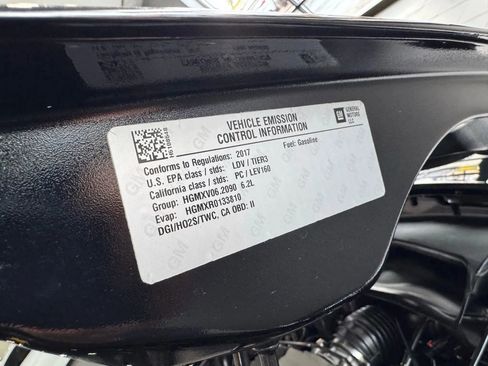 VEHICLE EMISSION
CONTROL INFORMATION
GM
GENERAL
MOTORS
LLC
Fuel: Gasoline
Conforms to Regulations: 2017
U.S. EPA class / stds: LDV / TIER3
California class / stds: PC / LEV160
Group: HGMXV06.2090 6.2L
Evap: HGMXR0133810
DGI/HO2S/TWC, CA OBD: II